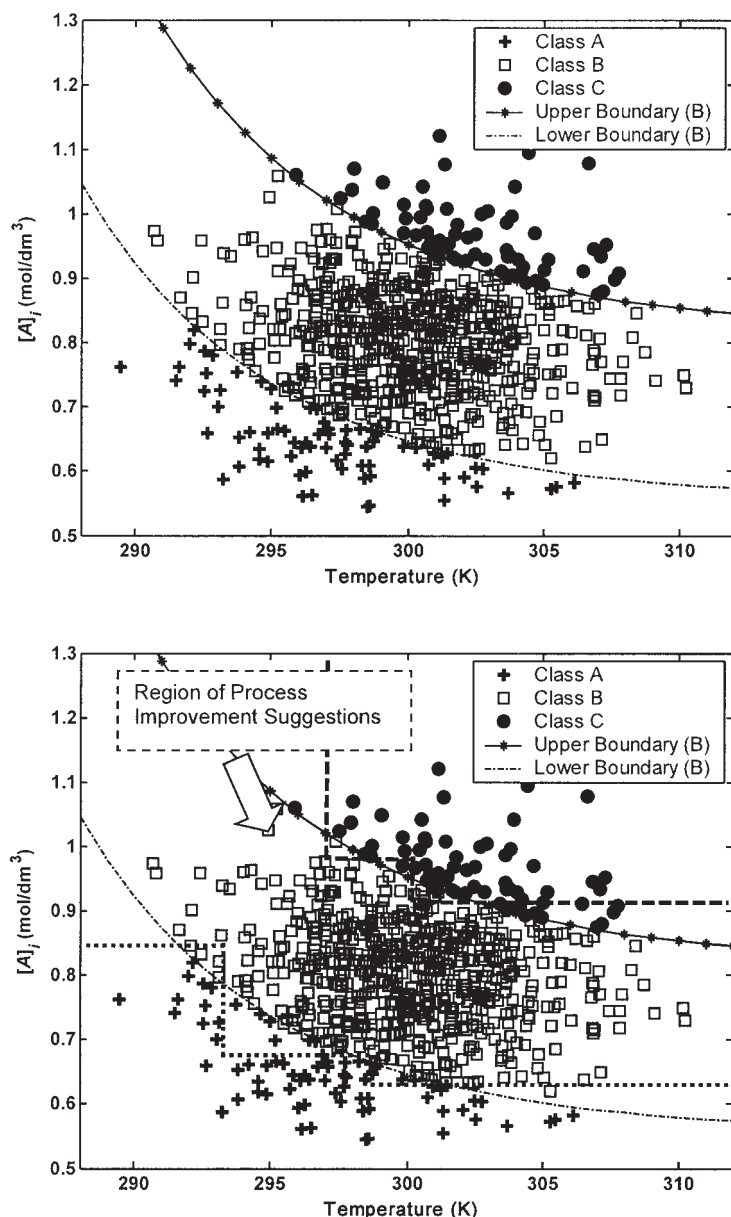 1.3
1.2
1.1
1
0.9
0.8
0.7
0.6
0.5
[A]i (mol/dm³)
Class A
Class B
Class C
Upper Boundary (B)
Lower Boundary (B)
290 295 300 305 310
Temperature (K)
1.3
1.2
1.1
1
0.9
0.8
0.7
0.6
0.5
[A]i (mol/dm³)
Region of Process
Improvement Suggestions
Class A
Class B
Class C
Upper Boundary (B)
Lower Boundary (B)
290 295 300 305 310
Temperature (K)